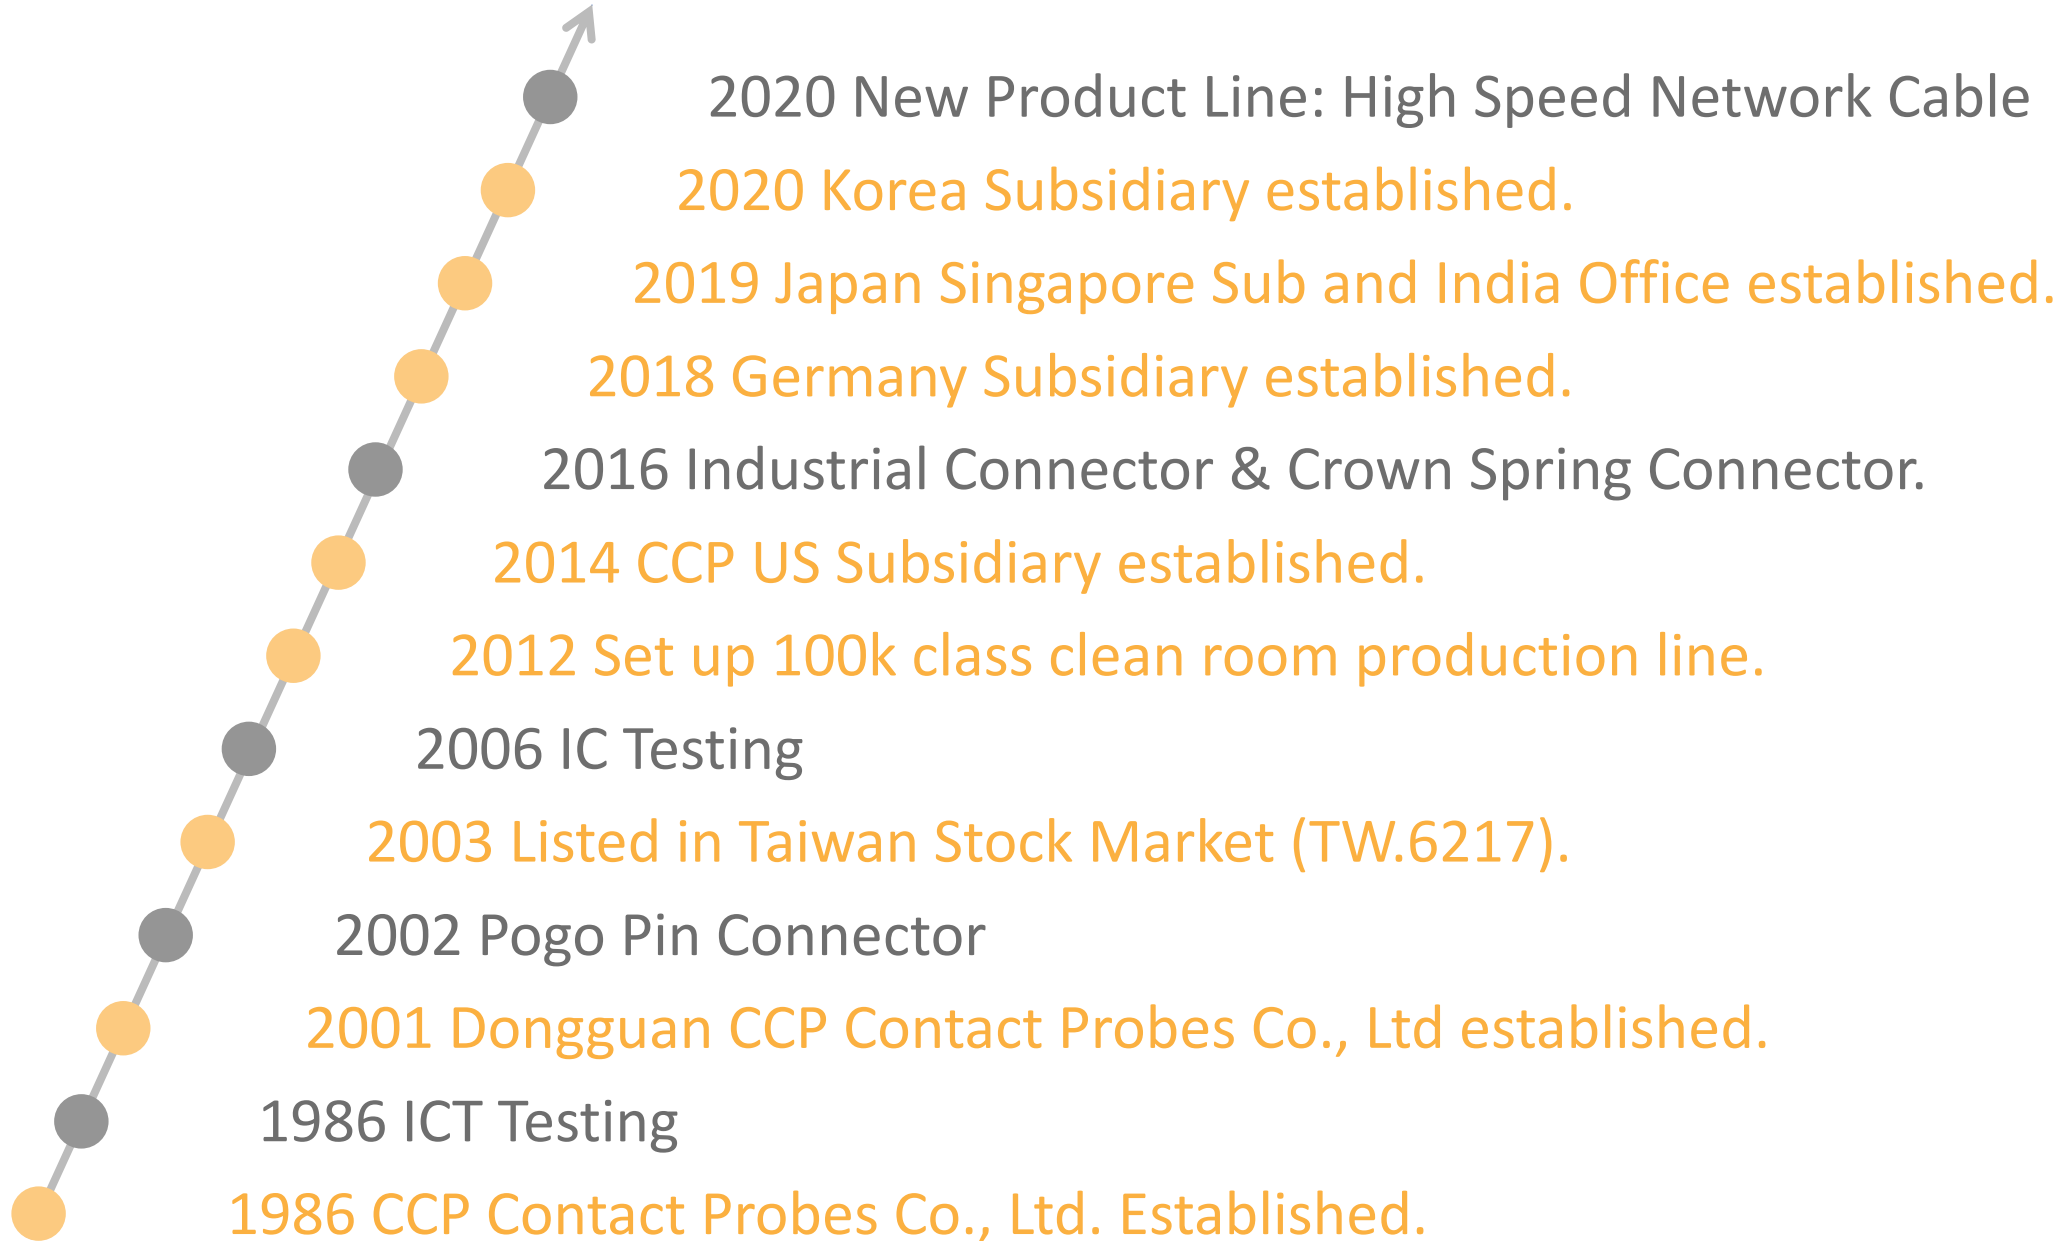 2020 New Product Line: High Speed Network Cable
2020 Korea Subsidiary established.
2019 Japan Singapore Sub and India Office established.
2018 Germany Subsidiary established.
2016 Industrial Connector & Crown Spring Connector.
2014 CCP US Subsidiary established.
2012 Set up 100k class clean room production line.
2006 IC Testing
2003 Listed in Taiwan Stock Market (TW.6217).
2002 Pogo Pin Connector
2001 Dongguan CCP Contact Probes Co., Ltd established.
1986 ICT Testing
1986 CCP Contact Probes Co., Ltd. Established.